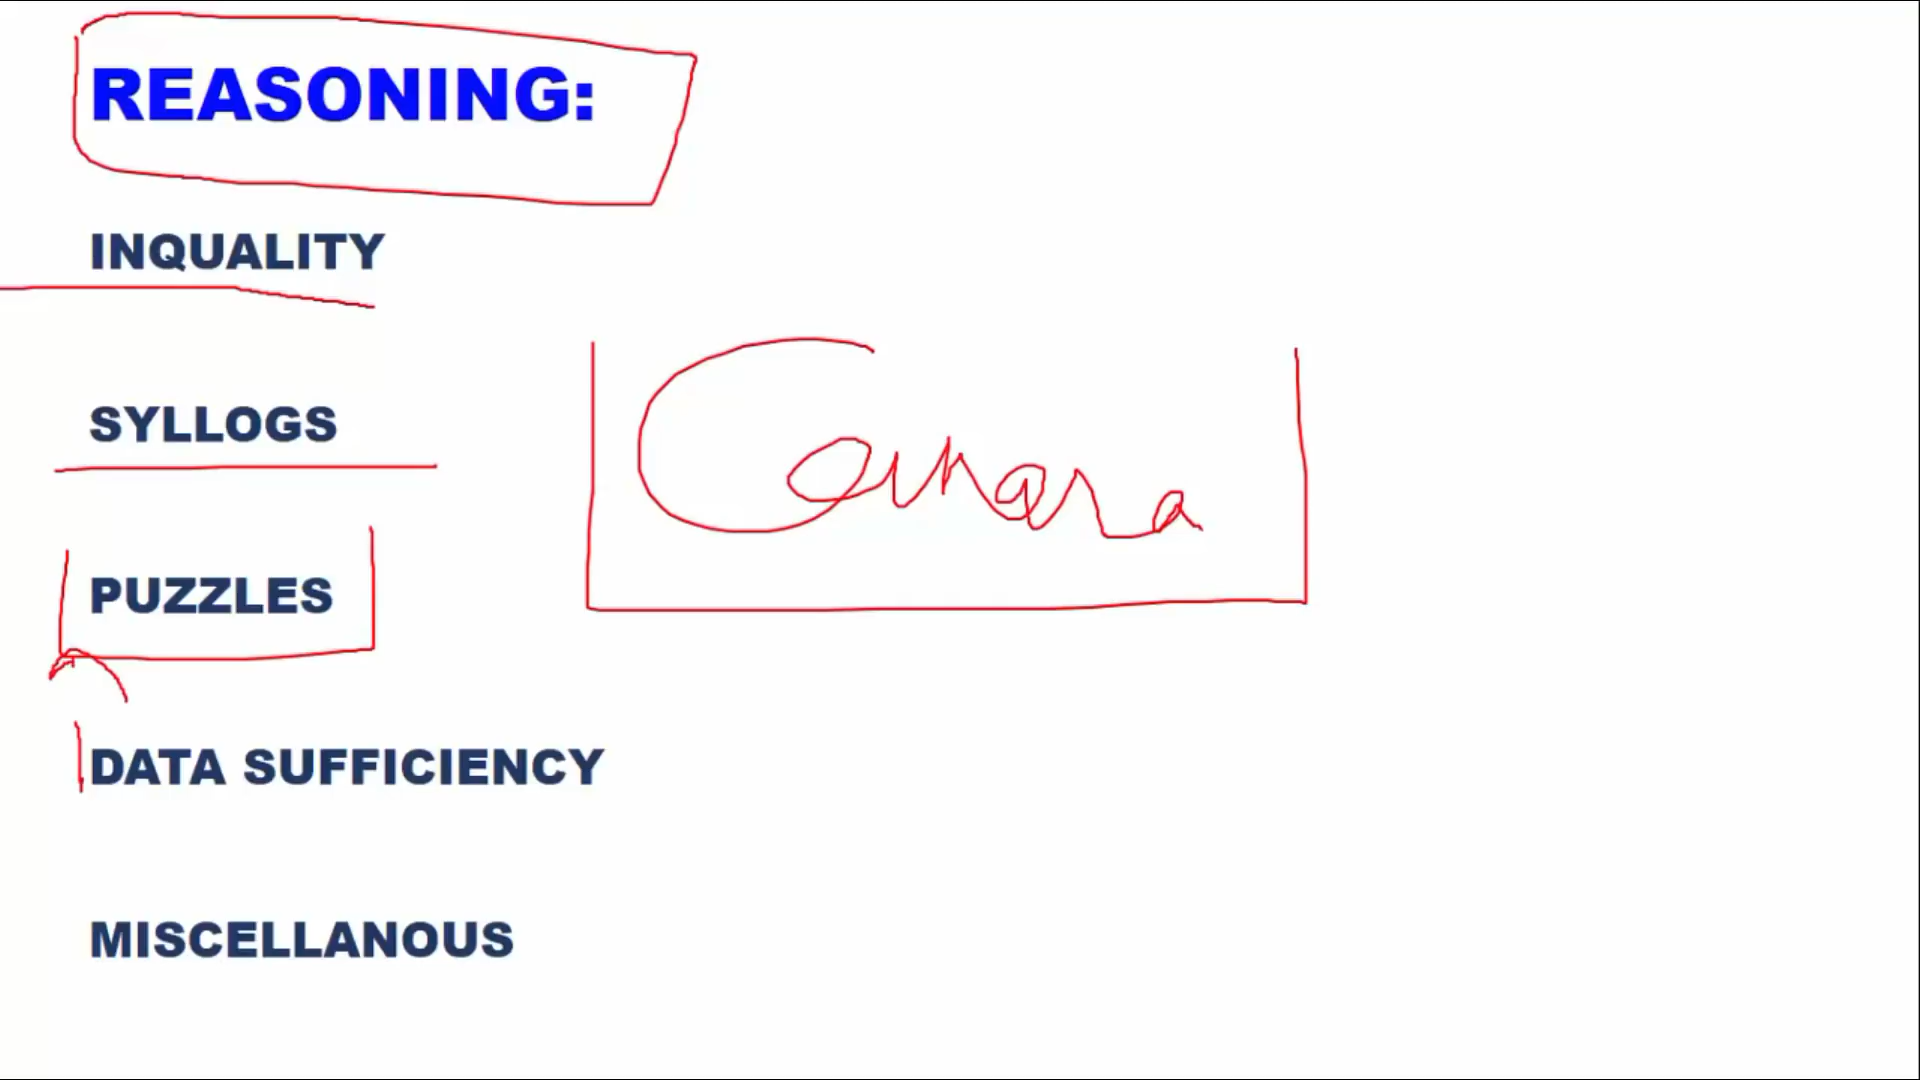 REASONING:
INQUALITY
SYLLOGS
Canara
PUZZLES
DATA SUFFICIENCY
MISCELLANOUS